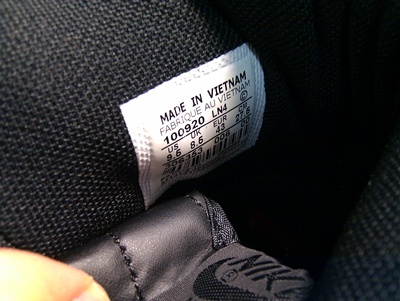 MADE IN VIETNAM
FABRIQUE AU VIETNAM
100920 LN4
US UK EUR CM
9.5 8.5 43 27.5
NIKE